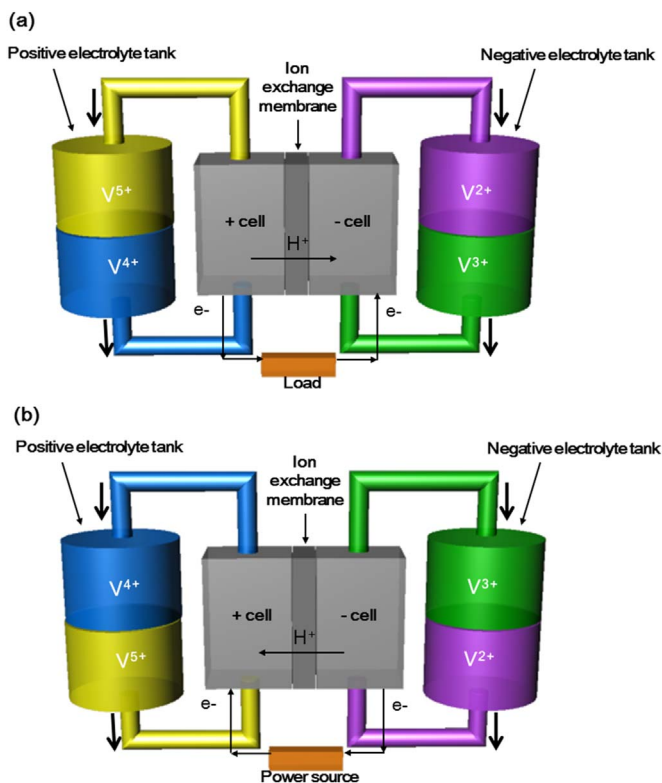 (a)
Positive electrolyte tank
Ion
exchange
membrane
Negative electrolyte tank
V5+
V2+
+ cell
- cell
H+
V4+
V3+
e-
e-
Load
(b)
Positive electrolyte tank
Ion
exchange
membrane
Negative electrolyte tank
V4+
V3+
+ cell
- cell
H+
V5+
V2+
e-
e-
Power source